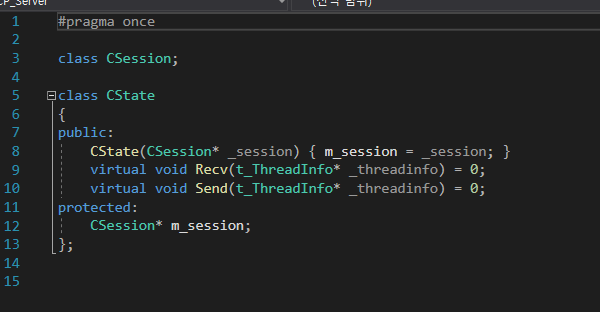 CP_Server (전역 범위)
1 #pragma once
2
3 class CSession;
4
5 class CState
6 {
7 public:
8 CState(CSession* _session) { m_session = _session; }
9 virtual void Recv(t_ThreadInfo* _threadinfo) = 0;
10 virtual void Send(t_ThreadInfo* _threadinfo) = 0;
11 protected:
12 CSession* m_session;
13 };
14
15